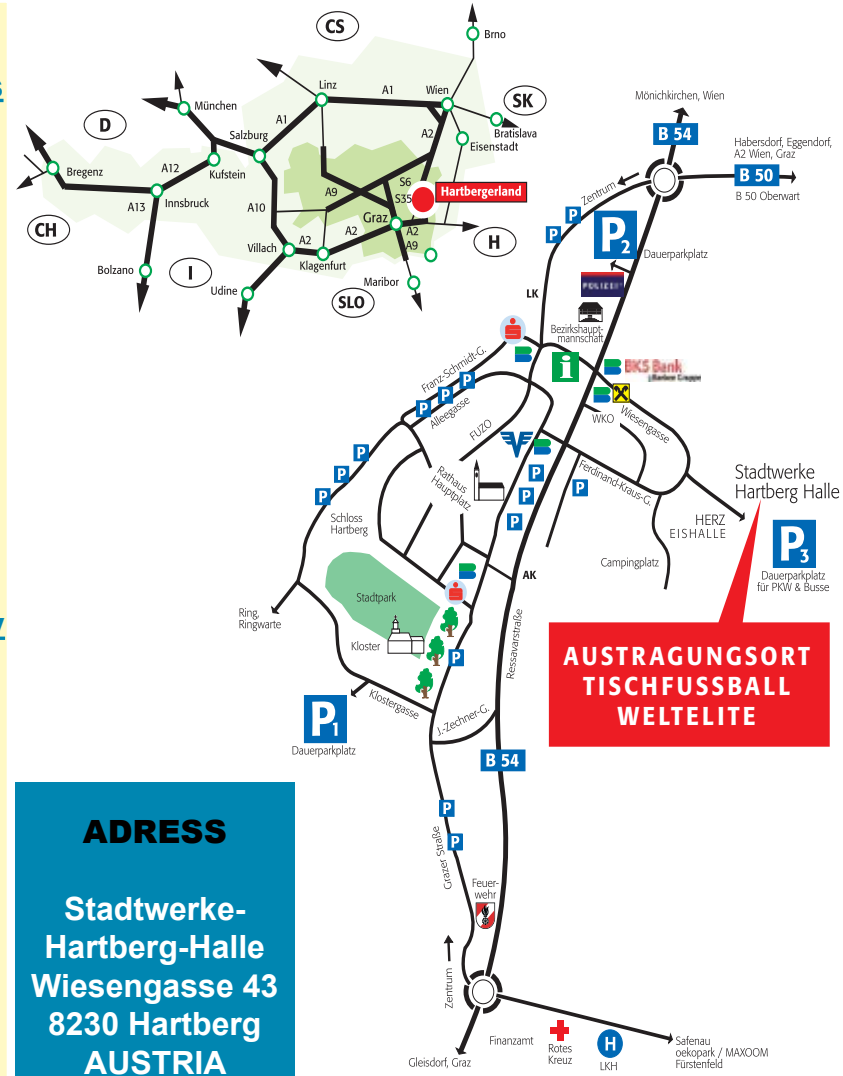 CS
Brno
Linz
A1
Wien
SK
München
D
A1
Salzburg
A2
Bratislava
Eisenstadt
Bregenz
A12
Kufstein
A9
S6
S35
Hartbergerland
A13
Innsbruck
A10
Graz
CH
A2
H
Villach
A2
A2
A9
Klagenfurt
Bolzano
I
Udine
SLO
Maribor
Mönichkirchen, Wien
B 54
Habersdorf, Eggendorf,
A2 Wien, Graz
B 50
B 50 Oberwart
Zentrum
P
P
P2
Dauerparkplatz
POLIZEI
LK
Bezirkshaupt-
mannschaft
S
i
BKS Bank
Franz-Schmidt-G.
P
P
P
Alleegasse
FUZO
WKO
Wiesengasse
P
P
P
Rathaus
Hauptplatz
P
P
P
P
Ferdinand-Kraus-G.
Stadtwerke
Hartberg Halle
Schloss
Hartberg
HERZ
EISHALLE
P3
Dauerparkplatz
für PKW & Busse
Campingplatz
AK
Stadtpark
S
Ring,
Ringwarte
Kloster
P
Ressavarstraße
AUSTRAGUNGSORT
TISCHFUSSBALL
WELTELITE
Klostergasse
P1
Dauerparkplatz
J.-Zechner-G.
B 54
P
P
Grazer Straße
ADRESS
Stadtwerke-
Hartberg-Halle
Wiesengasse 43
8230 Hartberg
AUSTRIA
Feuer-
wehr
Zentrum
Gleisdorf, Graz
Finanzamt
Rotes
Kreuz
H
LKH
Safenau
oekopark / MAXOOM
Fürstenfeld